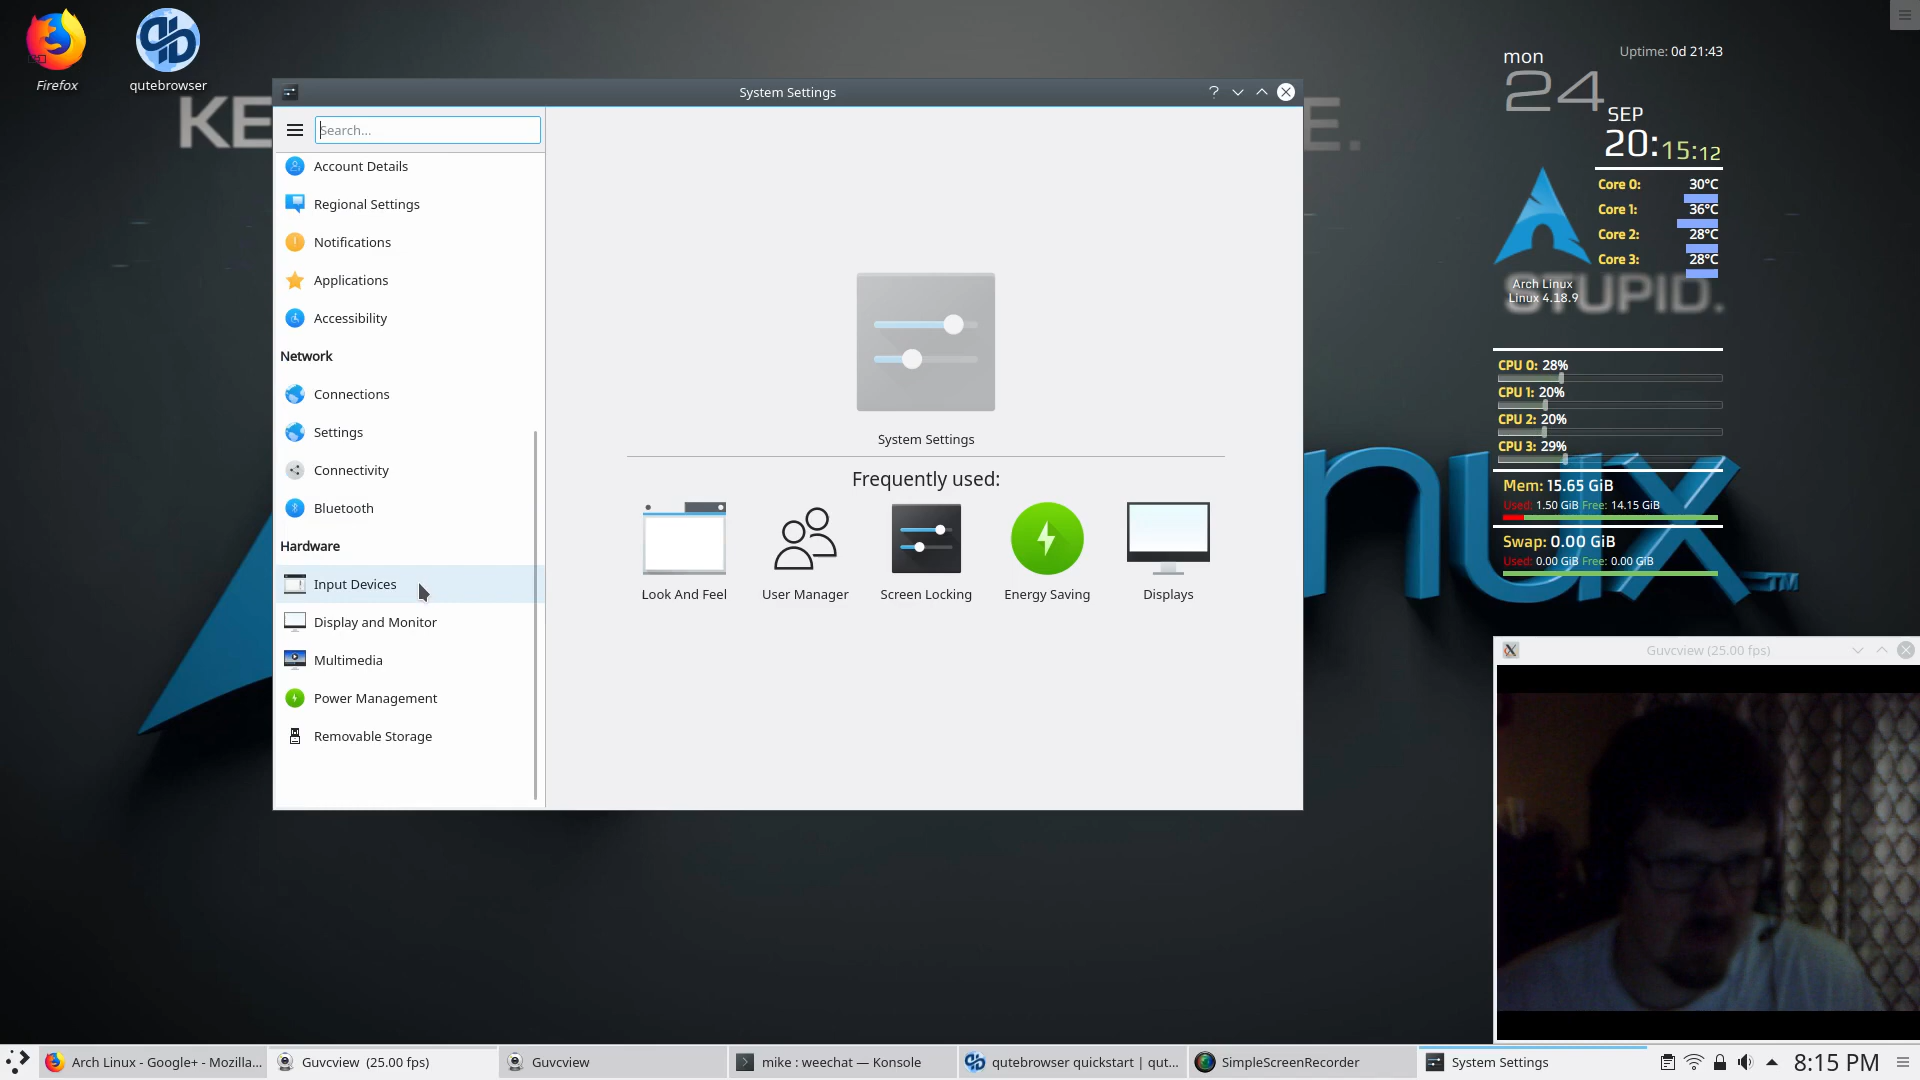 Firefox
qutebrowser
KE
E.
STUPID.
nux
TM
System Settings
Search...
Account Details
Regional Settings
Notifications
Applications
Accessibility
Network
Connections
Settings
Connectivity
Bluetooth
Hardware
Input Devices
Display and Monitor
Multimedia
Power Management
Removable Storage
System Settings
Frequently used:
Look And Feel
User Manager
Screen Locking
Energy Saving
Displays
mon
Uptime: 0d 21:43
24
SEP
20:15:12
Core 0: 30°C
Core 1: 36°C
Core 2: 28°C
Core 3: 28°C
Arch Linux
Linux 4.18.9
CPU 0: 28%
CPU 1: 20%
CPU 2: 20%
CPU 3: 29%
Mem: 15.65 GiB
Used: 1.50 GiB Free: 14.15 GiB
Swap: 0.00 GiB
Used: 0.00 GiB Free: 0.00 GiB
Guvcview (25.00 fps)
Arch Linux - Google+ - Mozilla...
Guvcview (25.00 fps)
Guvcview
mike : weechat — Konsole
qutebrowser quickstart | qut...
SimpleScreenRecorder
System Settings
8:15 PM